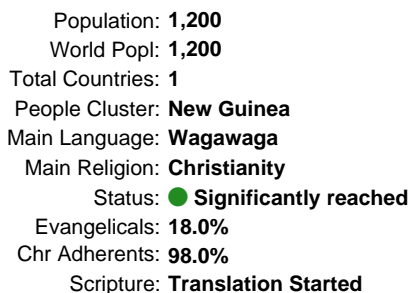 Population: 1,200
World Popl: 1,200
Total Countries: 1
People Cluster: New Guinea
Main Language: Wagawaga
Main Religion: Christianity
Status: Significantly reached
Evangelicals: 18.0%
Chr Adherents: 98.0%
Scripture: Translation Started